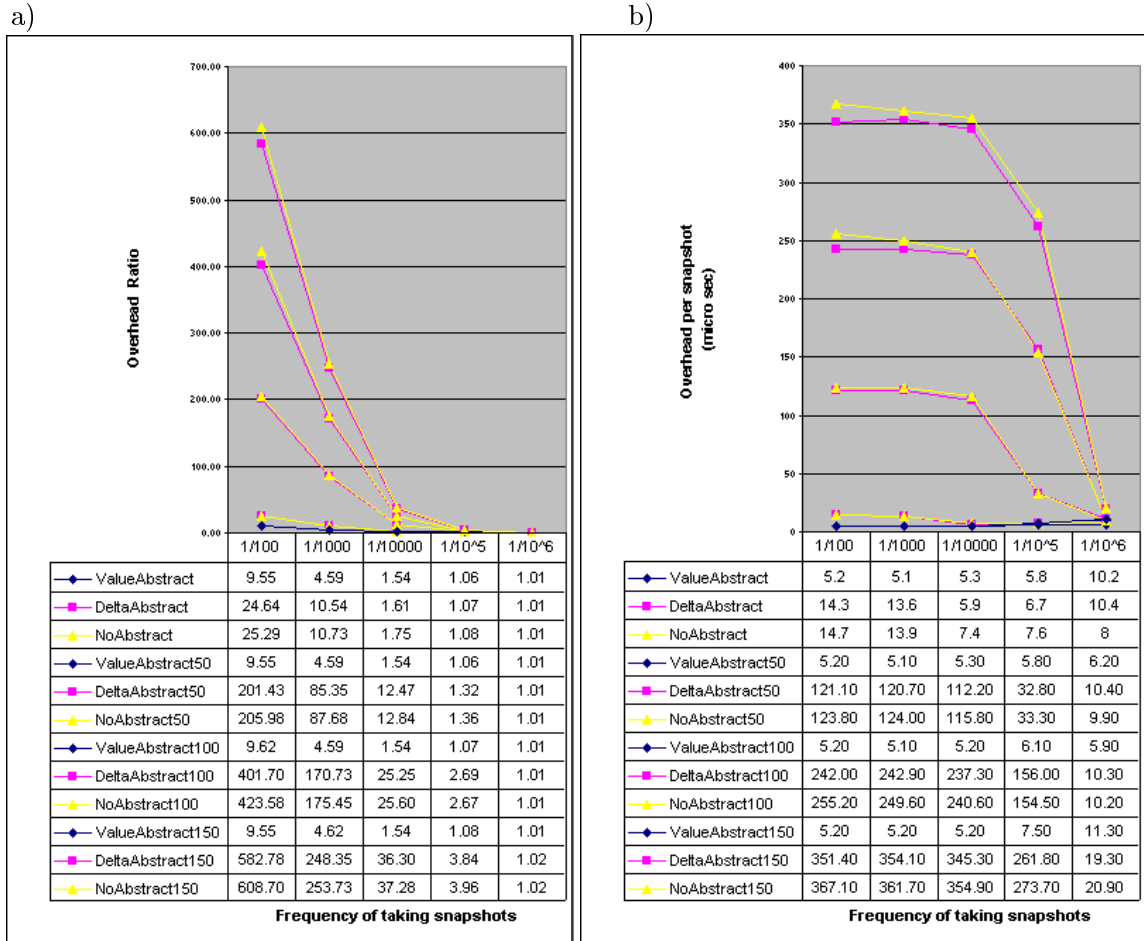 a)
700.00
600.00
500.00
400.00
300.00
200.00
100.00
0.00
Overhead Ratio
1/100 1/1000 1/10000 1/10^5 1/10^6
ValueAbstract 9.55 4.59 1.54 1.06 1.01
DeltaAbstract 24.64 10.54 1.61 1.07 1.01
NoAbstract 25.29 10.73 1.75 1.08 1.01
ValueAbstract50 9.55 4.59 1.54 1.06 1.01
DeltaAbstract50 201.43 85.35 12.47 1.32 1.01
NoAbstract50 205.98 87.68 12.84 1.36 1.01
ValueAbstract100 9.62 4.59 1.54 1.07 1.01
DeltaAbstract100 401.70 170.73 25.25 2.69 1.01
NoAbstract100 423.58 175.45 25.60 2.67 1.01
ValueAbstract150 9.55 4.62 1.54 1.08 1.01
DeltaAbstract150 582.78 248.35 36.30 3.84 1.02
NoAbstract150 608.70 253.73 37.28 3.96 1.02
Frequency of taking snapshots
b)
400
350
300
250
200
150
100
50
0
Overhead per snapshot
(micro sec)
1/100 1/1000 1/10000 1/10^5 1/10^6
ValueAbstract 5.2 5.1 5.3 5.8 10.2
DeltaAbstract 14.3 13.6 5.9 6.7 10.4
NoAbstract 14.7 13.9 7.4 7.6 8
ValueAbstract50 5.20 5.10 5.30 5.80 6.20
DeltaAbstract50 121.10 120.70 112.20 32.80 10.40
NoAbstract50 123.80 124.00 115.80 33.30 9.90
ValueAbstract100 5.20 5.10 5.20 6.10 5.90
DeltaAbstract100 242.00 242.90 237.30 156.00 10.30
NoAbstract100 255.20 249.60 240.60 154.50 10.20
ValueAbstract150 5.20 5.20 5.20 7.50 11.30
DeltaAbstract150 351.40 354.10 345.30 261.80 19.30
NoAbstract150 367.10 361.70 354.90 273.70 20.90
Frequency of taking snapshots